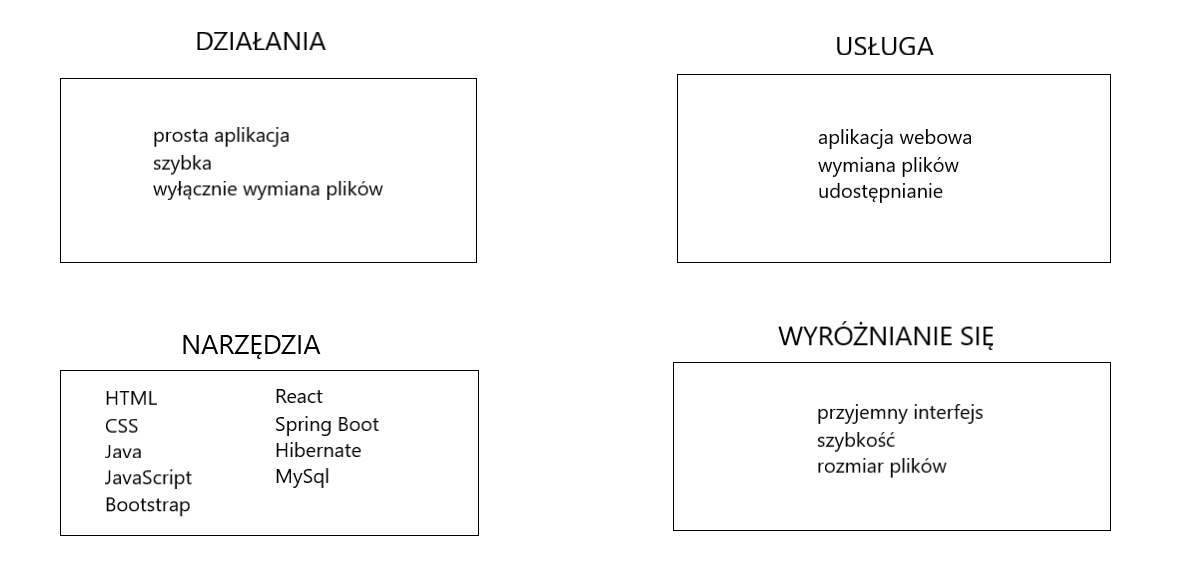 DZIAŁANIA
prosta aplikacja
szybka
wyłącznie wymiana plików
USŁUGA
aplikacja webowa
wymiana plików
udostępnianie
NARZĘDZIA
HTML
CSS
Java
JavaScript
Bootstrap
React
Spring Boot
Hibernate
MySql
WYRÓŻNIANIE SIĘ
przyjemny interfejs
szybkość
rozmiar plików